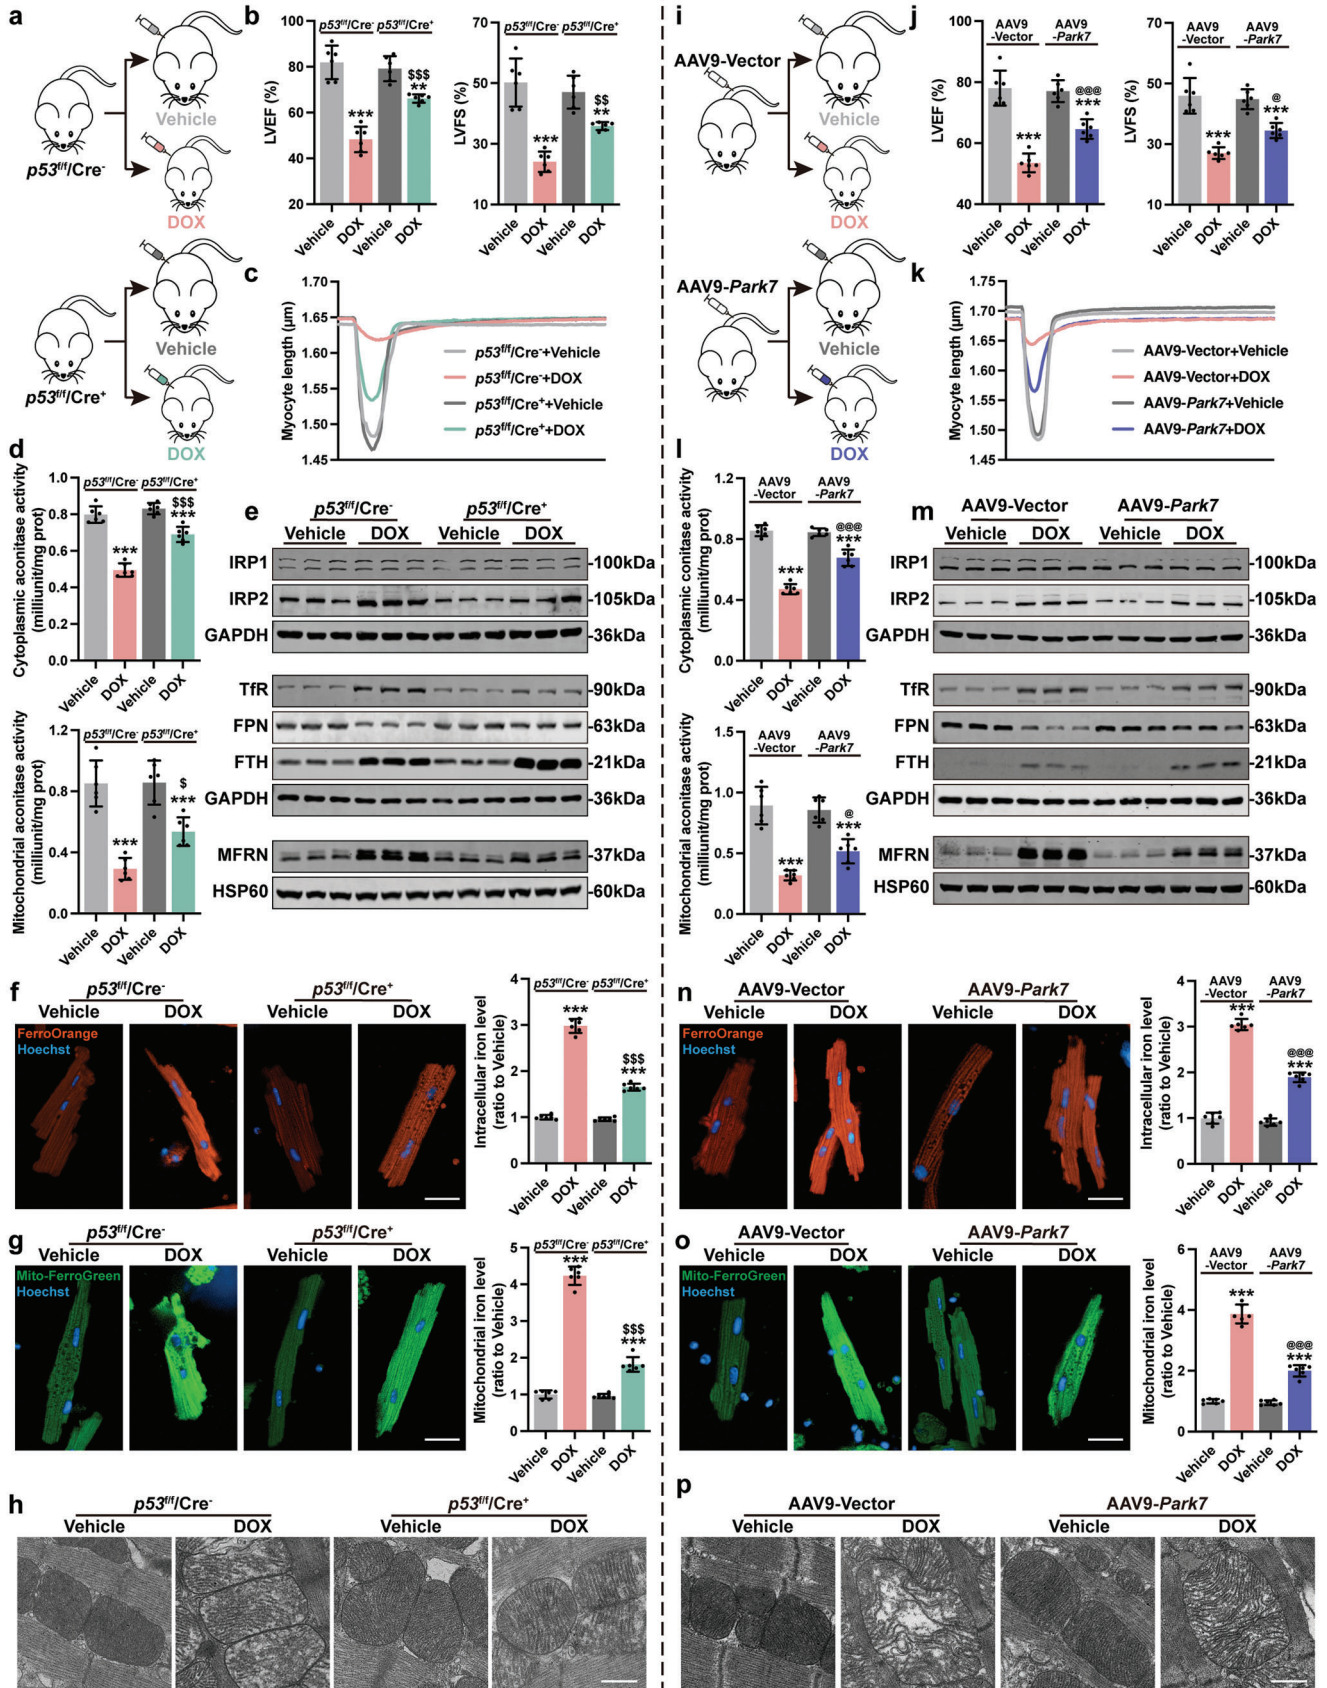 a
p53f/f/Cre-
Vehicle
DOX
p53f/f/Cre+
Vehicle
DOX
b
p53f/f/Cre- p53f/f/Cre+
LVEF (%)
100
80
60
40
20
***
$$$
**
Vehicle DOX Vehicle DOX
p53f/f/Cre- p53f/f/Cre+
LVFS (%)
70
50
30
10
***
$$
**
Vehicle DOX Vehicle DOX
c
Myocyte length (μm)
1.70
1.65
1.60
1.55
1.50
1.45
p53f/f/Cre-+Vehicle
p53f/f/Cre-+DOX
p53f/f/Cre++Vehicle
p53f/f/Cre++DOX
d
p53f/f/Cre- p53f/f/Cre+
Cytoplasmic aconitase activity
(milliunit/mg prot)
1.0
0.8
0.6
0.4
0.2
0.0
***
$$$
***
Vehicle DOX Vehicle DOX
p53f/f/Cre- p53f/f/Cre+
Mitochondrial aconitase activity
(milliunit/mg prot)
1.2
0.8
0.4
0.0
***
$
***
Vehicle DOX Vehicle DOX
e
p53f/f/Cre- p53f/f/Cre+
Vehicle DOX Vehicle DOX
IRP1 -100kDa
IRP2 -105kDa
GAPDH -36kDa
TfR -90kDa
FPN -63kDa
FTH -21kDa
GAPDH -36kDa
MFRN -37kDa
HSP60 -60kDa
f
p53f/f/Cre- p53f/f/Cre+
Vehicle DOX Vehicle DOX
FerroOrange
Hoechst
Intracellular iron level
(ratio to Vehicle)
p53f/f/Cre- p53f/f/Cre+
4
3
2
1
0
***
$$$
***
Vehicle DOX Vehicle DOX
g
p53f/f/Cre- p53f/f/Cre+
Vehicle DOX Vehicle DOX
Mito-FerroGreen
Hoechst
Mitochondrial iron level
(ratio to Vehicle)
p53f/f/Cre- p53f/f/Cre+
5
4
3
2
1
0
***
$$$
***
Vehicle DOX Vehicle DOX
h
p53f/f/Cre- p53f/f/Cre+
Vehicle DOX Vehicle DOX
i
AAV9-Vector
Vehicle
DOX
AAV9-Park7
Vehicle
DOX
j
AAV9 AAV9
-Vector -Park7
LVEF (%)
100
80
60
40
***
@@@
***
Vehicle DOX Vehicle DOX
AAV9 AAV9
-Vector -Park7
LVFS (%)
70
50
30
10
***
@
***
Vehicle DOX Vehicle DOX
k
Myocyte length (μm)
1.75
1.70
1.65
1.60
1.55
1.50
1.45
AAV9-Vector+Vehicle
AAV9-Vector+DOX
AAV9-Park7+Vehicle
AAV9-Park7+DOX
l
AAV9 AAV9
-Vector -Park7
Cytoplasmic conitase activity
(milliunit/mg prot)
1.2
0.8
0.4
0.0
***
@@@
***
Vehicle DOX Vehicle DOX
AAV9 AAV9
-Vector -Park7
Mitochondrial aconitase activity
(milliunit/mg prot)
1.5
1.0
0.5
0.0
***
@
***
Vehicle DOX Vehicle DOX
m
AAV9-Vector AAV9-Park7
Vehicle DOX Vehicle DOX
IRP1 -100kDa
IRP2 -105kDa
GAPDH -36kDa
TfR -90kDa
FPN -63kDa
FTH -21kDa
GAPDH -36kDa
MFRN -37kDa
HSP60 -60kDa
n
AAV9-Vector AAV9-Park7
Vehicle DOX Vehicle DOX
FerroOrange
Hoechst
Intracellular iron level
(ratio to Vehicle)
AAV9 AAV9
-Vector -Park7
4
3
2
1
0
***
@@@
***
Vehicle DOX Vehicle DOX
o
AAV9-Vector AAV9-Park7
Vehicle DOX Vehicle DOX
Mito-FerroGreen
Hoechst
Mitochondrial iron level
(ratio to Vehicle)
AAV9 AAV9
-Vector -Park7
6
4
2
0
***
@@@
***
Vehicle DOX Vehicle DOX
p
AAV9-Vector AAV9-Park7
Vehicle DOX Vehicle DOX